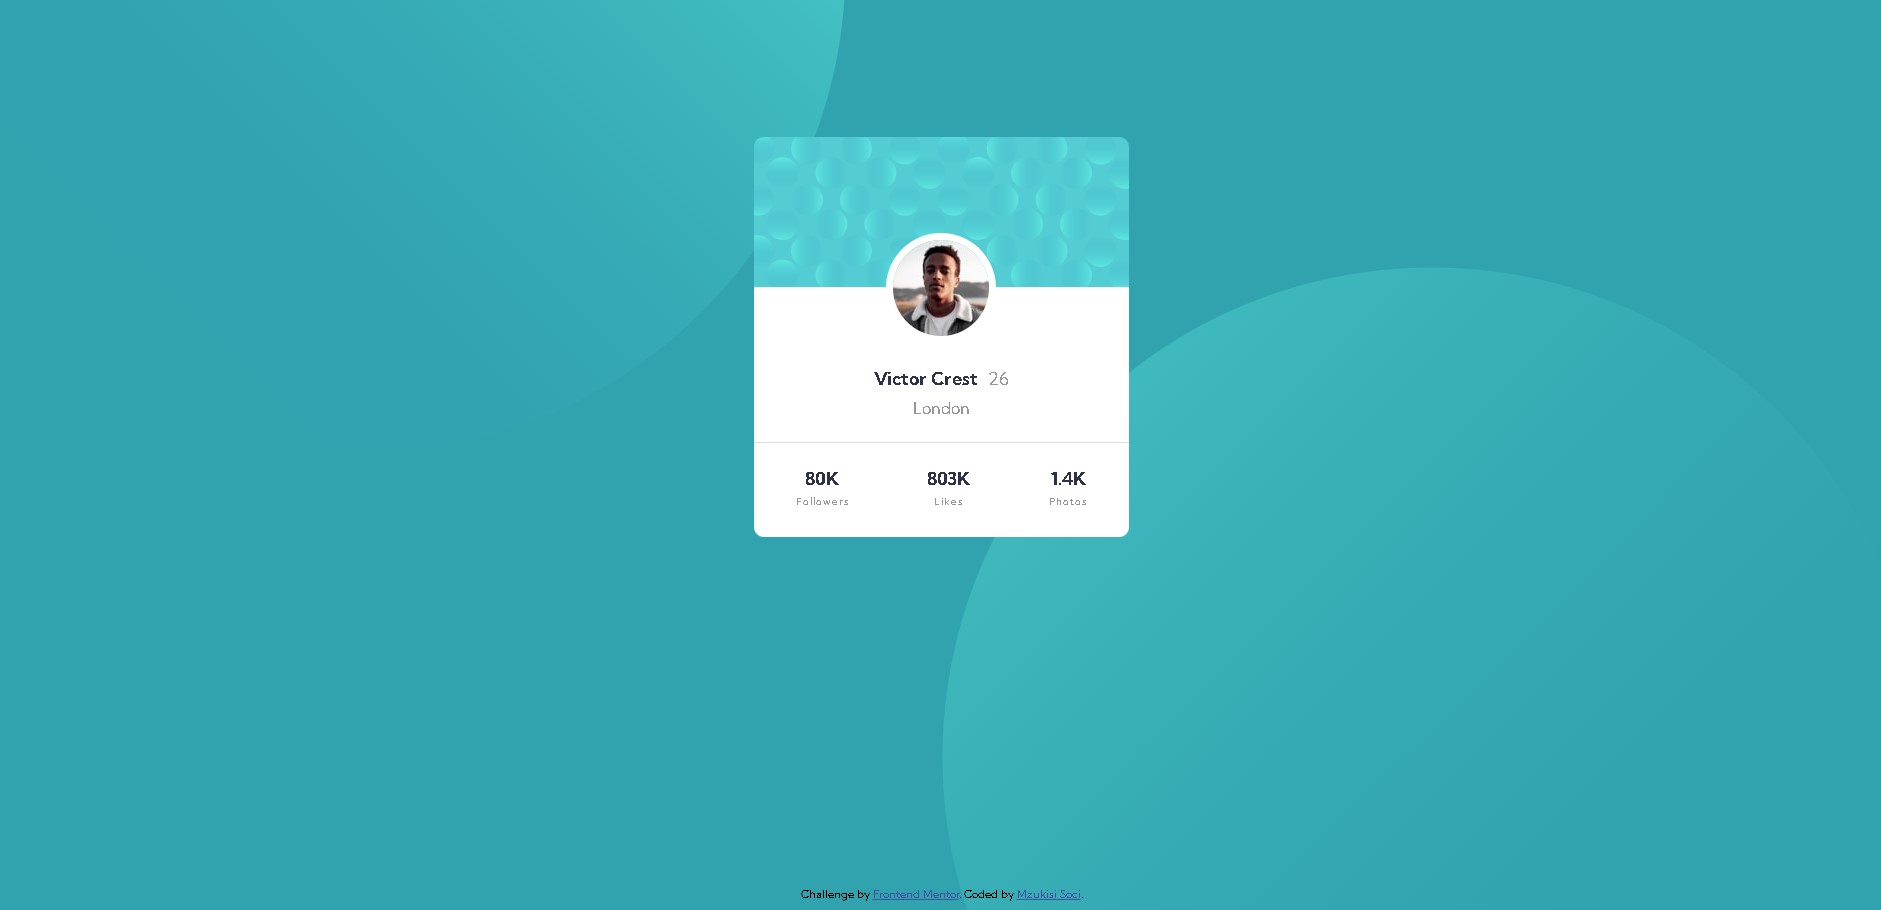 Victor Crest 26
London
80K 803K 1.4K
Followers Likes Photos
Challenge by Frontend Mentor. Coded by Mzukisi Soci.